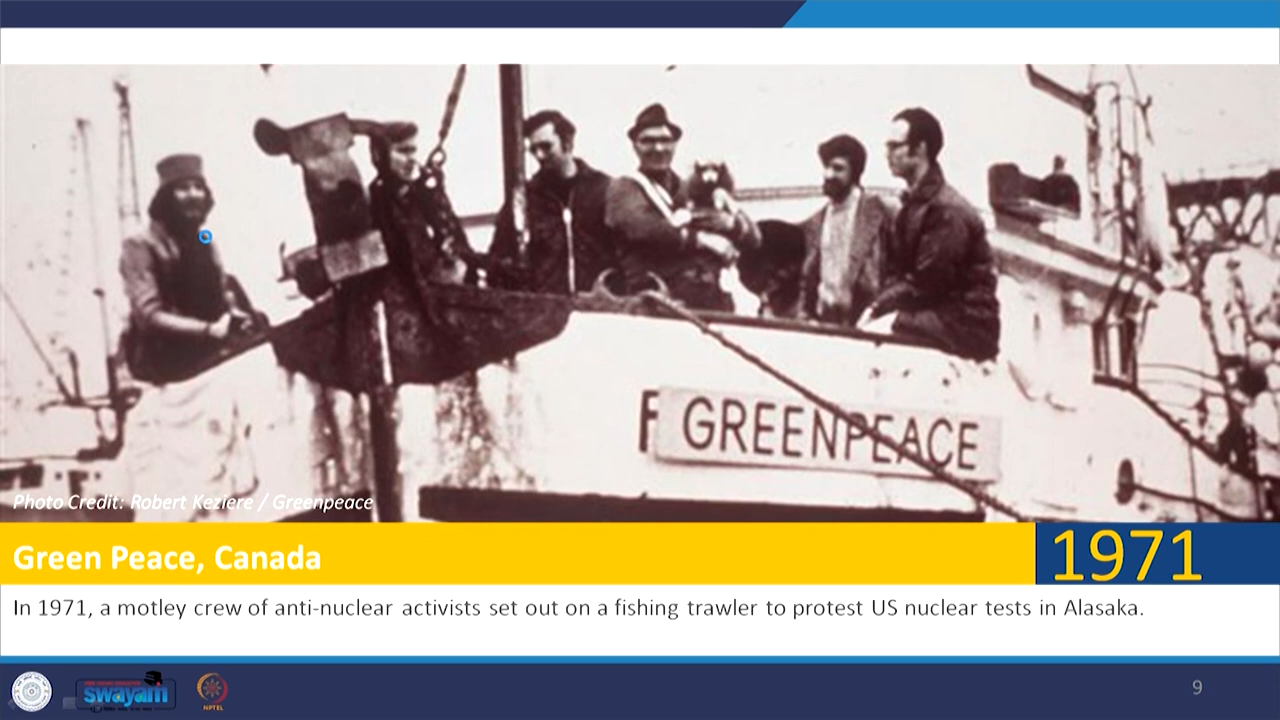 F GREENPEACE
Photo Credit: Robert Keziere / Greenpeace
Green Peace, Canada
1971
In 1971, a motley crew of anti-nuclear activists set out on a fishing trawler to protest US nuclear tests in Alasaka.
swayam
NPTEL
9